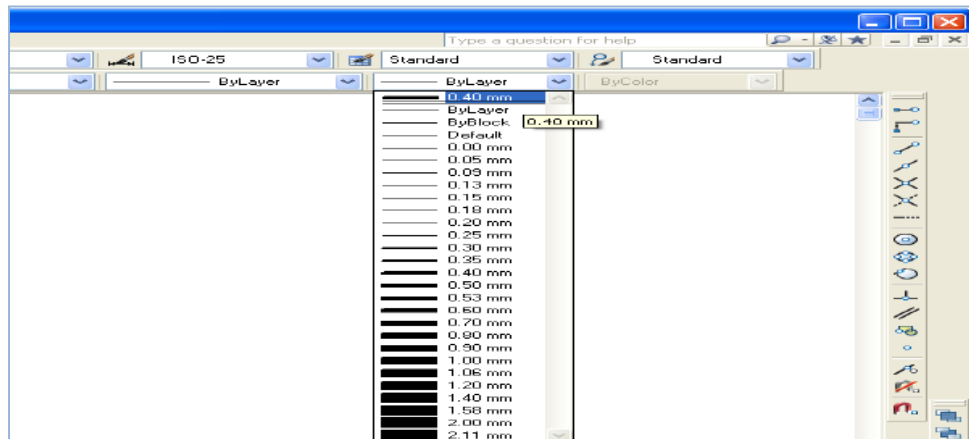 Type a question for help
ISO-25 Standard Standard
ByLayer ByLayer ByColor
0.40 mm
ByLayer
ByBlock 0.40 mm
Default
0.00 mm
0.05 mm
0.09 mm
0.13 mm
0.15 mm
0.18 mm
0.20 mm
0.25 mm
0.30 mm
0.35 mm
0.40 mm
0.50 mm
0.53 mm
0.60 mm
0.70 mm
0.80 mm
0.90 mm
1.00 mm
1.06 mm
1.20 mm
1.40 mm
1.58 mm
2.00 mm
2.11 mm